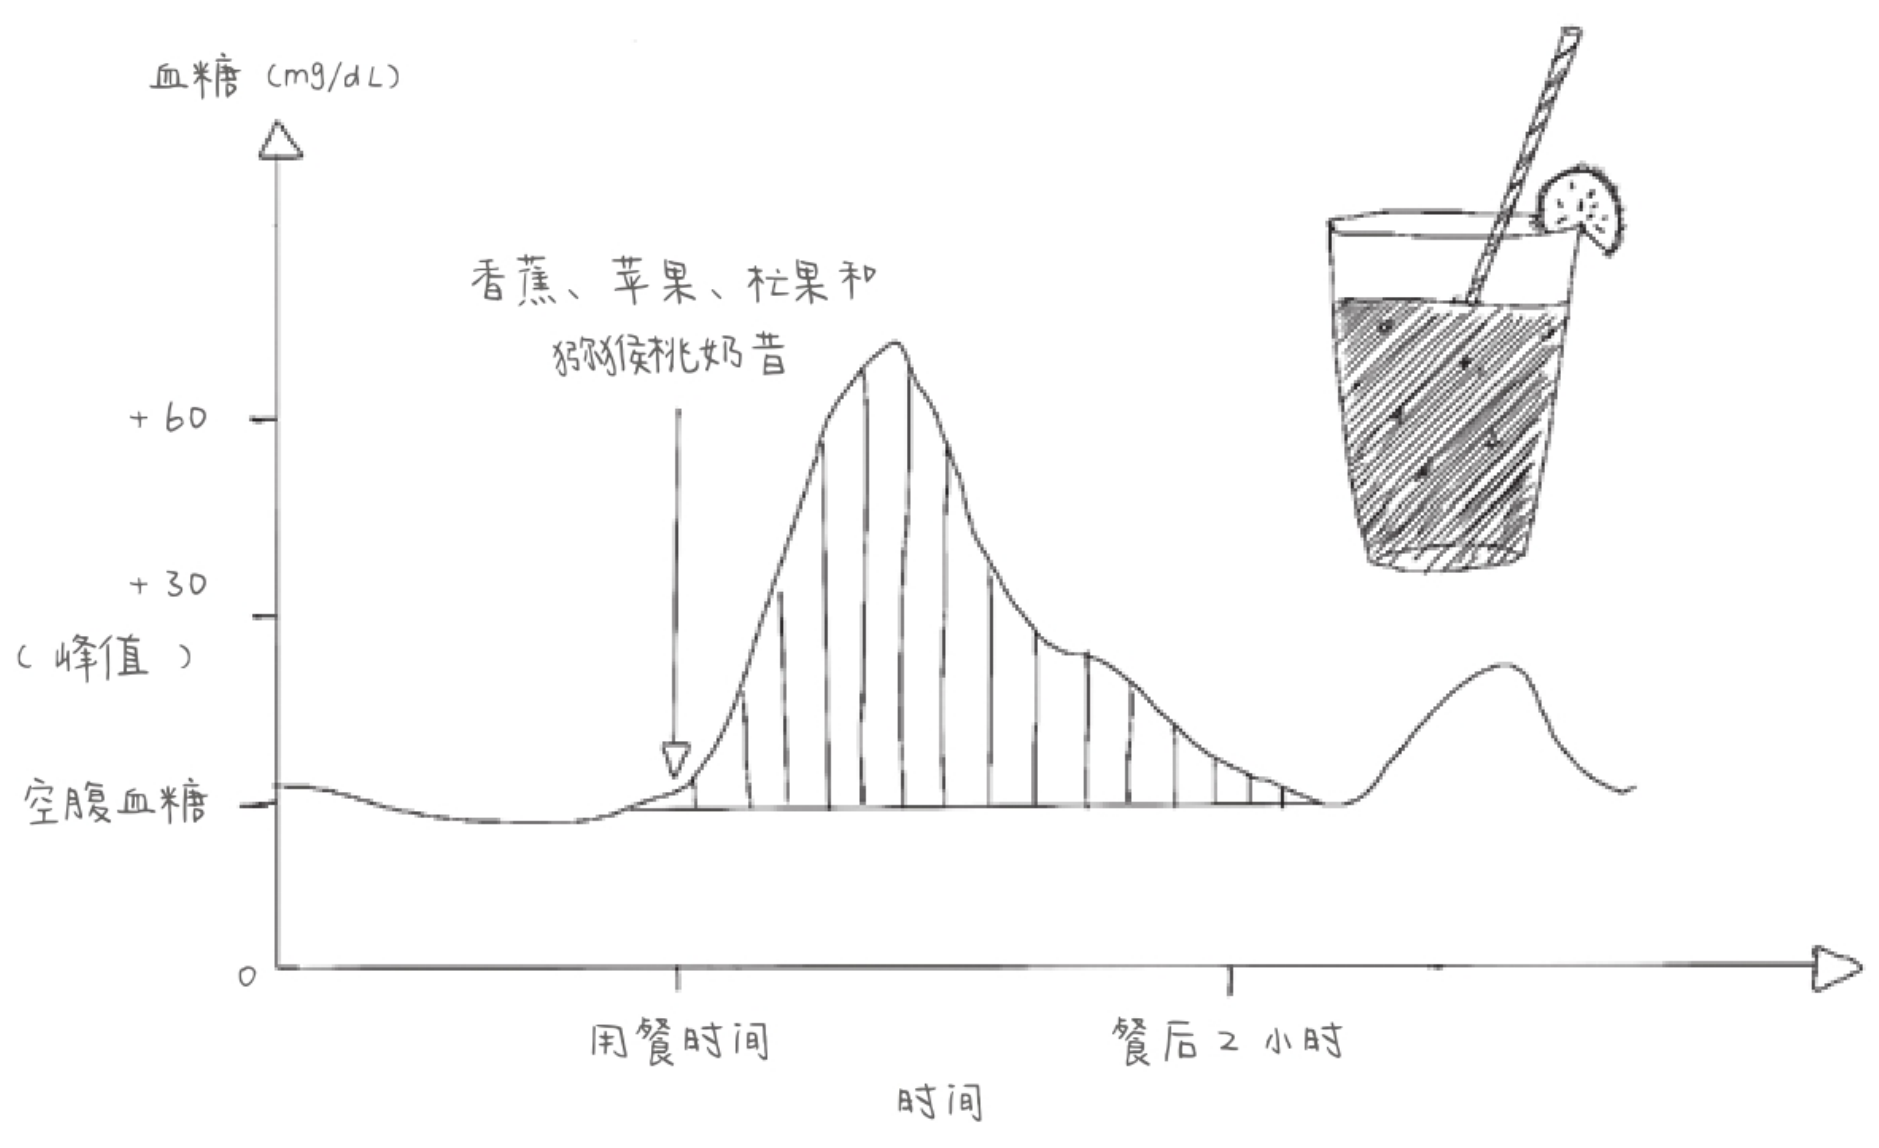 血糖 (mg/dL)
香蕉、苹果、杧果和
猕猴桃奶昔
+ 60
+ 30
( 峰值 )
空腹血糖
0
用餐时间
餐后 2 小时
时间